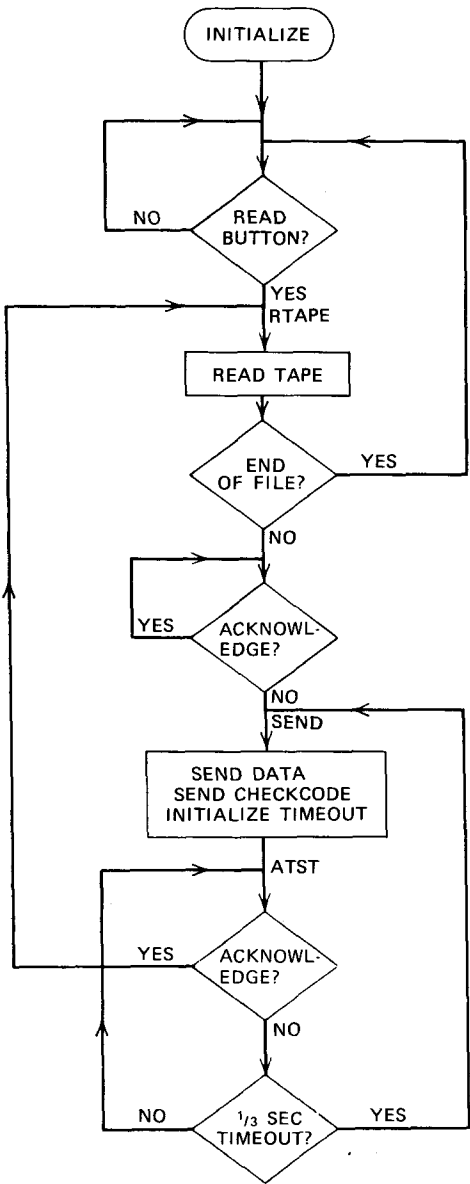 INITIALIZE
NO
READ
BUTTON?
YES
RTAPE
READ TAPE
END
OF FILE?
YES
NO
YES
ACKNOWL-
EDGE?
NO
SEND
SEND DATA
SEND CHECKCODE
INITIALIZE TIMEOUT
ATST
YES
ACKNOWL-
EDGE?
NO
NO
1/3 SEC
TIMEOUT?
YES